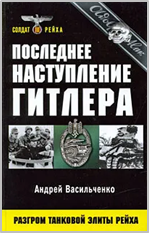 СОЛДАТ РЕЙХА
ПОСЛЕДНЕЕ
НАСТУПЛЕНИЕ
ГИТЛЕРА
Андрей Васильченко
РАЗГРОМ ТАНКОВОЙ ЭЛИТЫ РЕЙХА